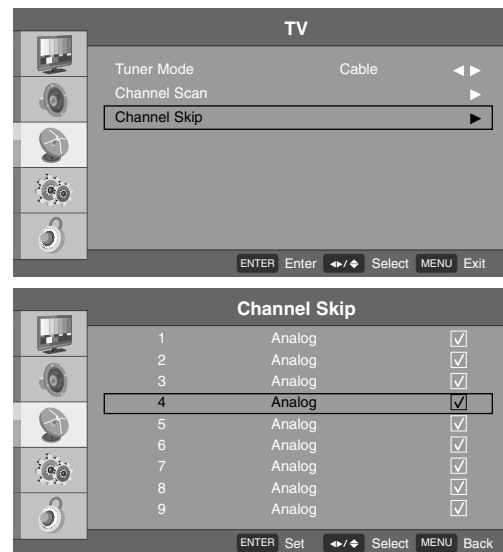 TV
Tuner Mode Cable ◀ ▶
Channel Scan ▶
Channel Skip ▶
ENTER Enter ◀▶/◆ Select MENU Exit
Channel Skip
1 Analog ☑
2 Analog ☑
3 Analog ☑
4 Analog ☑
5 Analog ☑
6 Analog ☑
7 Analog ☑
8 Analog ☑
9 Analog ☑
ENTER Set ◀▶/◆ Select MENU Back